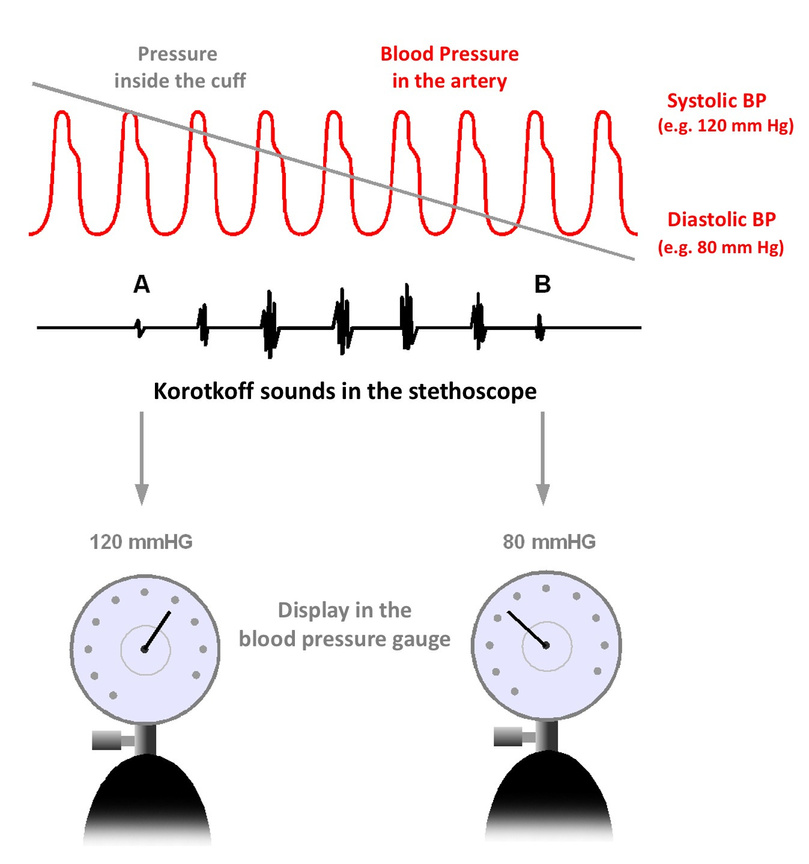 Pressure
inside the cuff
Blood Pressure
in the artery
Systolic BP
(e.g. 120 mm Hg)
Diastolic BP
(e.g. 80 mm Hg)
A
B
Korotkoff sounds in the stethoscope
120 mmHG
80 mmHG
Display in the
blood pressure gauge